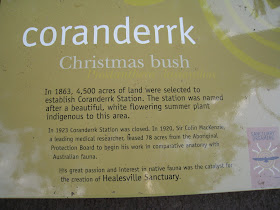 coranderrk
Christmas bush
In 1863, 4,500 acres of land were selected to
establish Coranderrk Station. The station was named
after a beautiful, white flowering summer plant
indigenous to this area.
In 1923 Coranderrk Station was closed. In 1920, Sir Colin MacKenzie,
a leading medical researcher, leased 78 acres from the Aboriginal
Protection Board to begin his work in comparative anatomy with
Australian fauna.
His great passion and interest in native fauna was the catalyst for
the creation of Healesville Sanctuary.